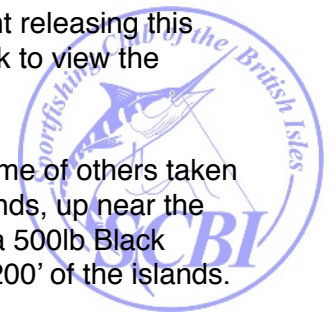 nt releasing this
k to view the
me of others taken
nds, up near the
a 500lb Black
200’ of the islands.
Sportfishing Club of the British Isles
SCBI